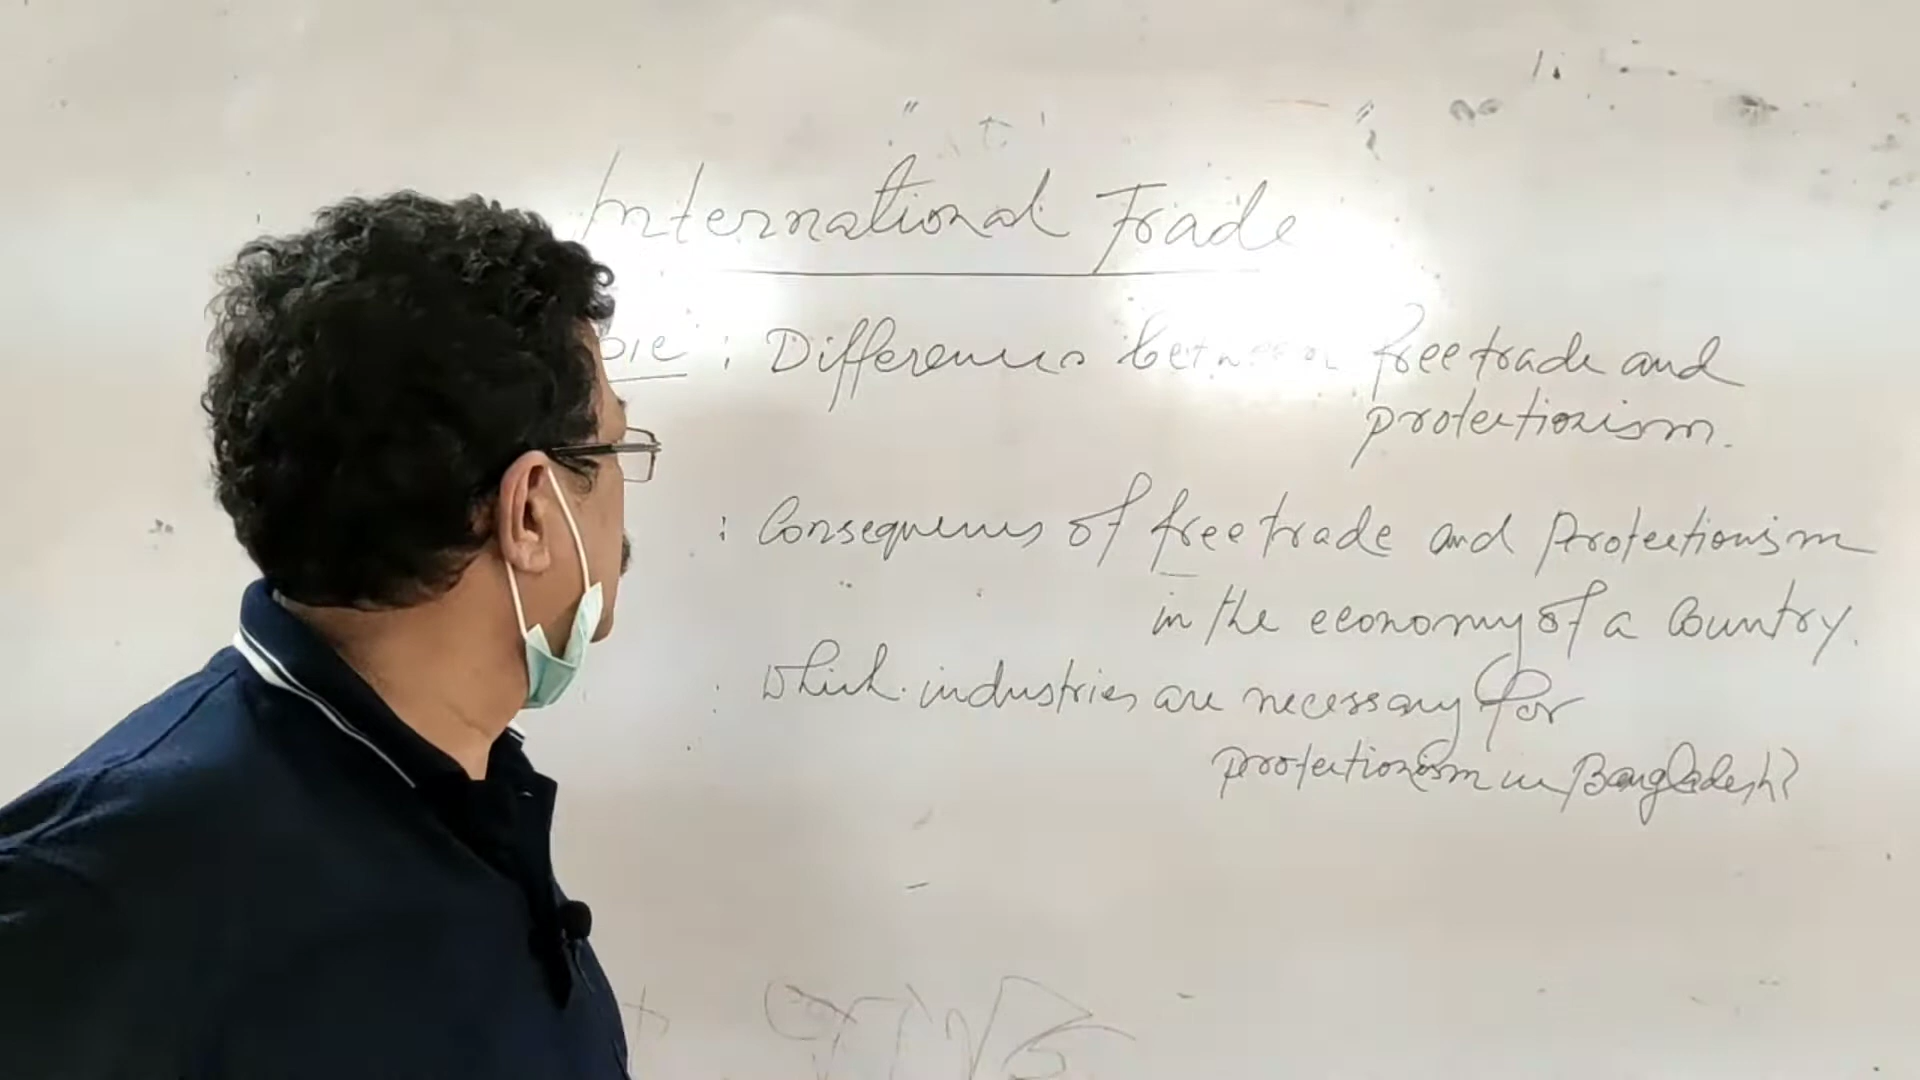 International Trade
: Differences between free trade and
protectionism.
: Consequences of free trade and Protectionism
in the economy of a Country.
: Which industries are necessary for
protectionism in Bangladesh?